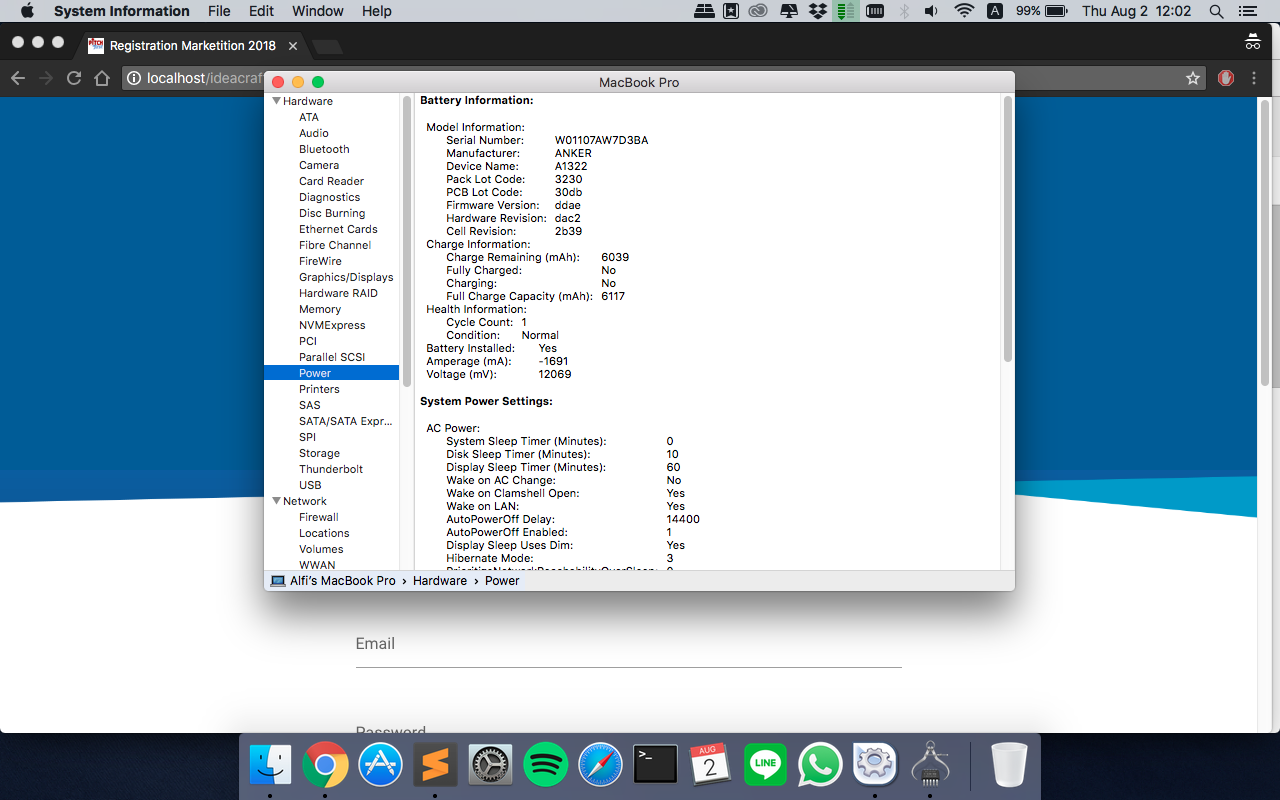 System Information File Edit Window Help A 99% Thu Aug 2 12:02
Registration Marketition 2018
localhost/ideacraf
MacBook Pro
Hardware
ATA
Audio
Bluetooth
Camera
Card Reader
Diagnostics
Disc Burning
Ethernet Cards
Fibre Channel
FireWire
Graphics/Displays
Hardware RAID
Memory
NVMExpress
PCI
Parallel SCSI
Power
Printers
SAS
SATA/SATA Expr...
SPI
Storage
Thunderbolt
USB
Network
Firewall
Locations
Volumes
WWAN
Battery Information:
Model Information:
Serial Number: W01107AW7D3BA
Manufacturer: ANKER
Device Name: A1322
Pack Lot Code: 3230
PCB Lot Code: 30db
Firmware Version: ddae
Hardware Revision: dac2
Cell Revision: 2b39
Charge Information:
Charge Remaining (mAh): 6039
Fully Charged: No
Charging: No
Full Charge Capacity (mAh): 6117
Health Information:
Cycle Count: 1
Condition: Normal
Battery Installed: Yes
Amperage (mA): -1691
Voltage (mV): 12069
System Power Settings:
AC Power:
System Sleep Timer (Minutes): 0
Disk Sleep Timer (Minutes): 10
Display Sleep Timer (Minutes): 60
Wake on AC Change: No
Wake on Clamshell Open: Yes
Wake on LAN: Yes
AutoPowerOff Delay: 14400
AutoPowerOff Enabled: 1
Display Sleep Uses Dim: Yes
Hibernate Mode: 3
PrioritizeNetworkReachabilityOverSleep: 0
Alfi's MacBook Pro › Hardware › Power
Email
Password
AUG
2
LINE